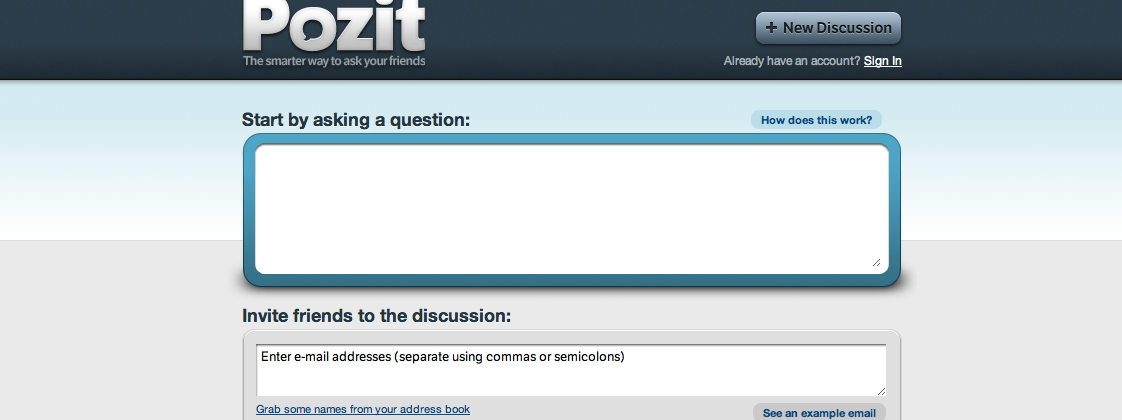 Pozit
The smarter way to ask your friends
+ New Discussion
Already have an account? Sign In
Start by asking a question:
How does this work?
Invite friends to the discussion:
Enter e-mail addresses (separate using commas or semicolons)
Grab some names from your address book
See an example email